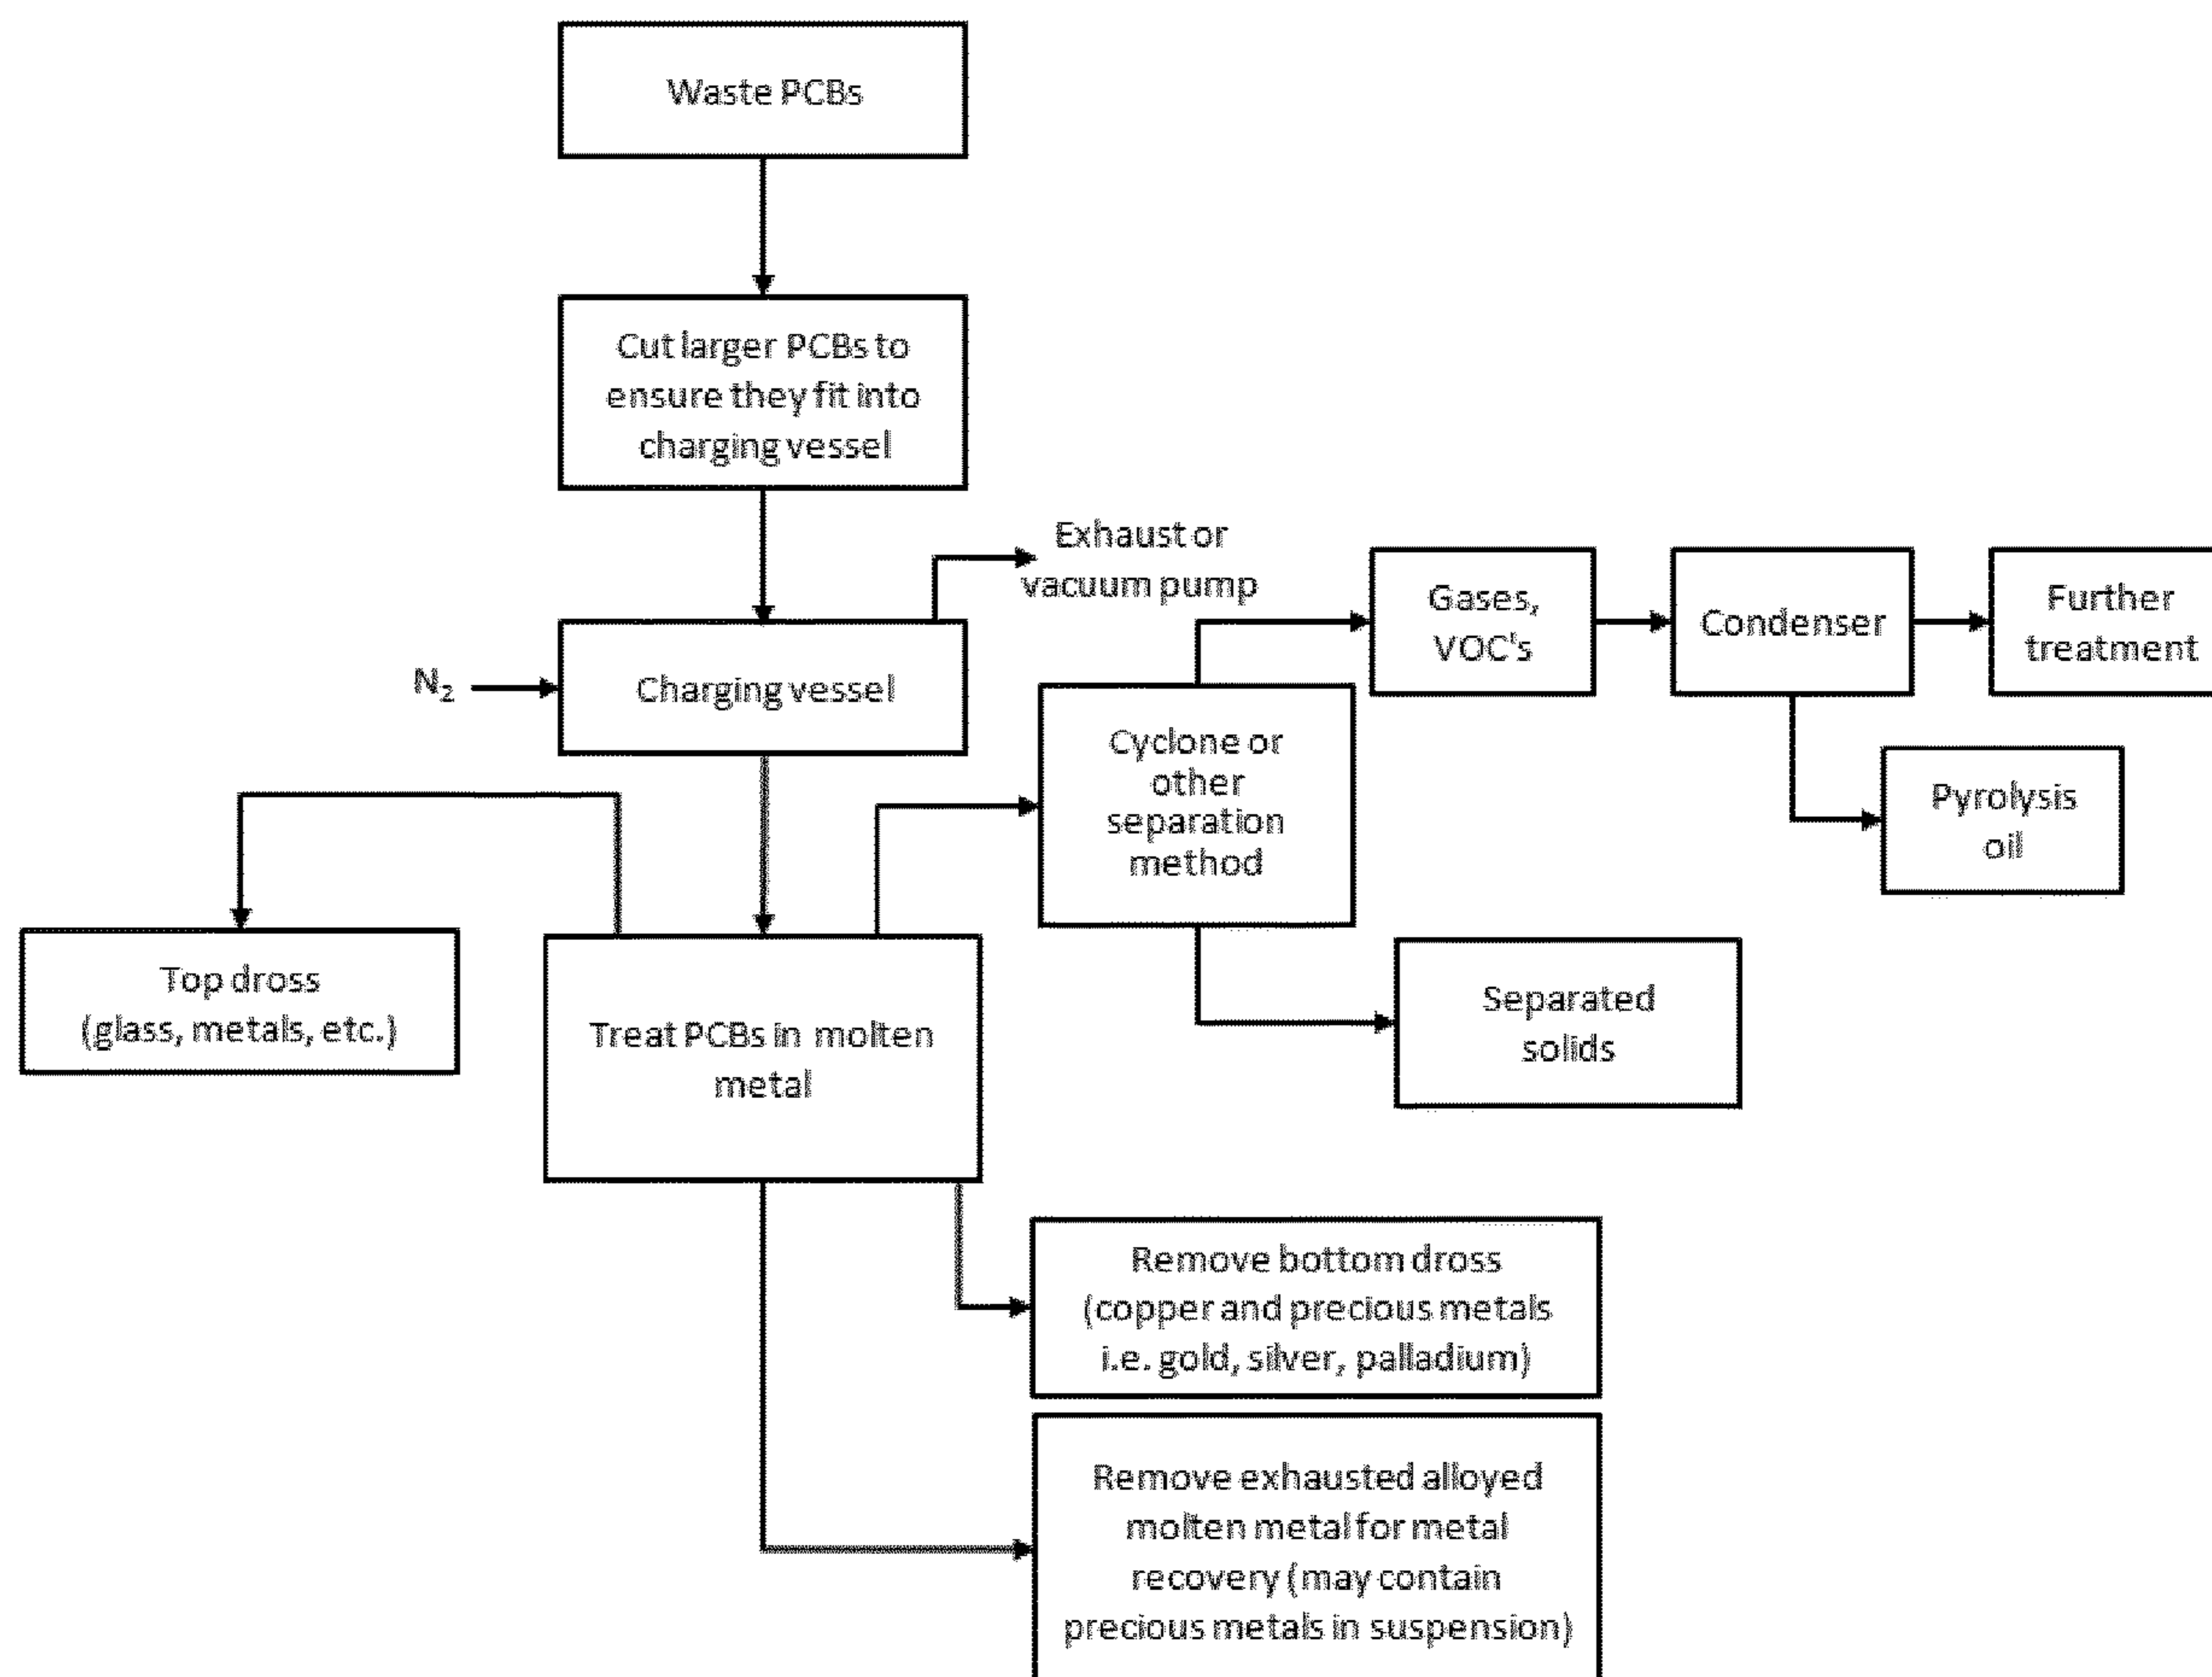 Waste PCBs
Cut larger PCBs to
ensure they fit into
charging vessel
Exhaust or
vacuum pump
N₂
Charging vessel
Gases,
VOC's
Condenser
Further
treatment
Cyclone or
other
separation
method
Pyrolysis
oil
Top dross
(glass, metals, etc.)
Treat PCBs in molten
metal
Separated
solids
Remove bottom dross
(copper and precious metals
i.e. gold, silver, palladium)
Remove exhausted alloyed
molten metal for metal
recovery (may contain
precious metals in suspension)